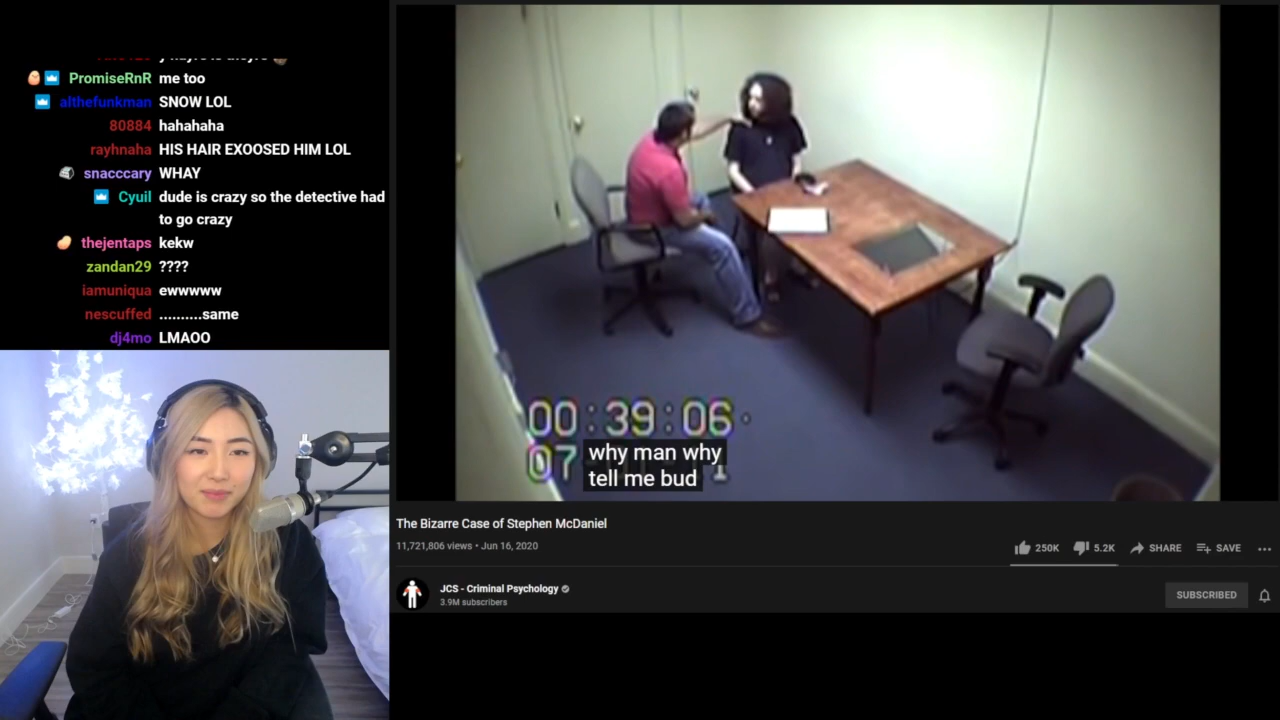 PromiseRnR me too
althefunkman SNOW LOL
80884 hahahaha
rayhnaha HIS HAIR EXOOSED HIM LOL
snacccary WHAY
Cyuil dude is crazy so the detective had
to go crazy
thejentaps kekw
zandan29 ????
iamuniqua ewwwww
nescuffed ..........same
dj4mo LMAOO
00:39:06
07
why man why
tell me bud
The Bizarre Case of Stephen McDaniel
11,721,806 views • Jun 16, 2020
250K 5.2K SHARE SAVE
JCS - Criminal Psychology
3.9M subscribers
SUBSCRIBED